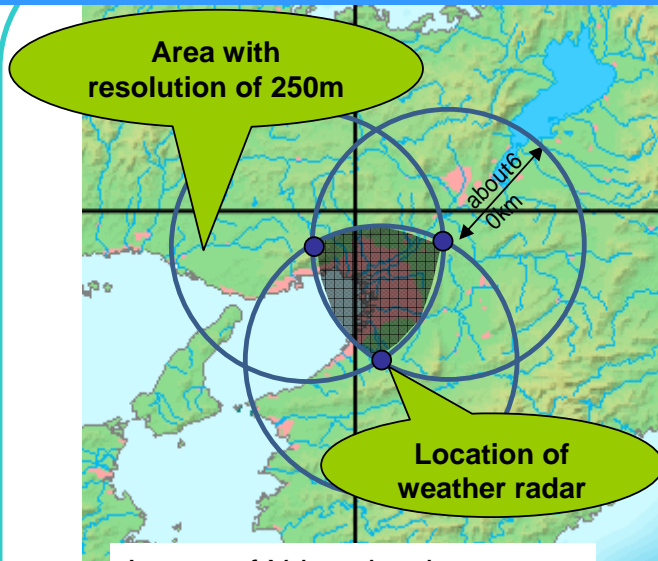 Area with
resolution of 250m
about6
0km
Location of
weather radar